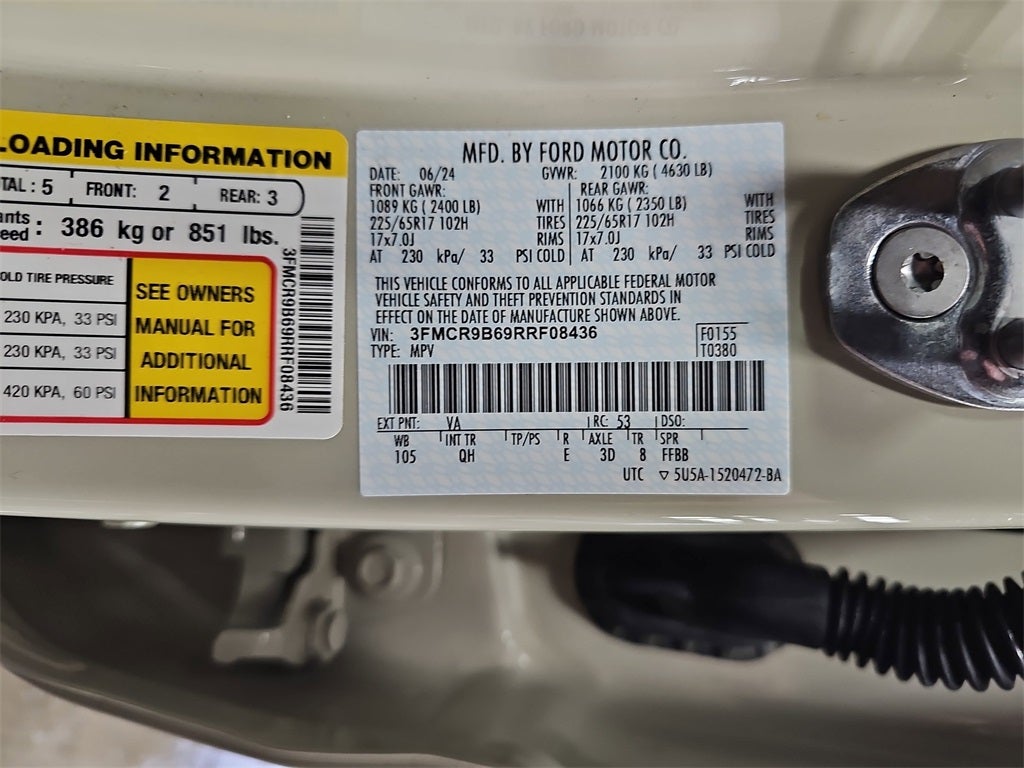 LOADING INFORMATION
TAL : 5 FRONT: 2 REAR: 3
ants
eed : 386 kg or 851 lbs.
OLD TIRE PRESSURE
230 KPA, 33 PSI
230 KPA, 33 PSI
420 KPA, 60 PSI
SEE OWNERS
MANUAL FOR
ADDITIONAL
INFORMATION
3FMCR9B69RRF08436
MFD. BY FORD MOTOR CO.
DATE: 06/24 GVWR: 2100 KG ( 4630 LB)
FRONT GAWR: REAR GAWR:
1089 KG ( 2400 LB) WITH 1066 KG ( 2350 LB) WITH
225/65R17 102H TIRES 225/65R17 102H TIRES
17x7.0J RIMS 17x7.0J RIMS
AT 230 kPa/ 33 PSI COLD AT 230 kPa/ 33 PSI COLD
THIS VEHICLE CONFORMS TO ALL APPLICABLE FEDERAL MOTOR
VEHICLE SAFETY AND THEFT PREVENTION STANDARDS IN
EFFECT ON THE DATE OF MANUFACTURE SHOWN ABOVE.
VIN: 3FMCR9B69RRF08436 F0155
TYPE: MPV T0380
EXT PNT: VA RC: 53 DSO:
WB INT TR TP/PS R AXLE TR SPR
105 QH E 3D 8 FFBB
UTC ▽ 5U5A-1520472-BA